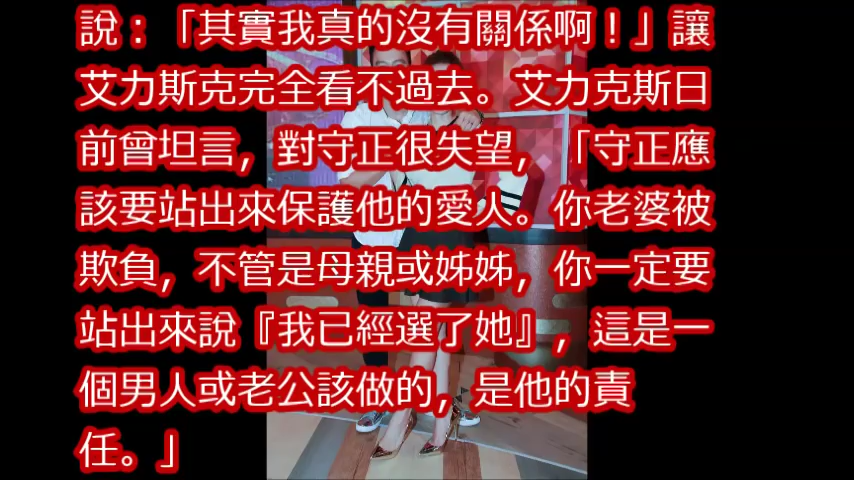 說：「其實我真的沒有關係啊！」讓
艾力斯克完全看不過去。艾力克斯日
前曾坦言，對守正很失望，「守正應
該要站出來保護他的愛人。你老婆被
欺負，不管是母親或姊姊，你一定要
站出來說『我已經選了她』，這是一
個男人或老公該做的，是他的責
任。」